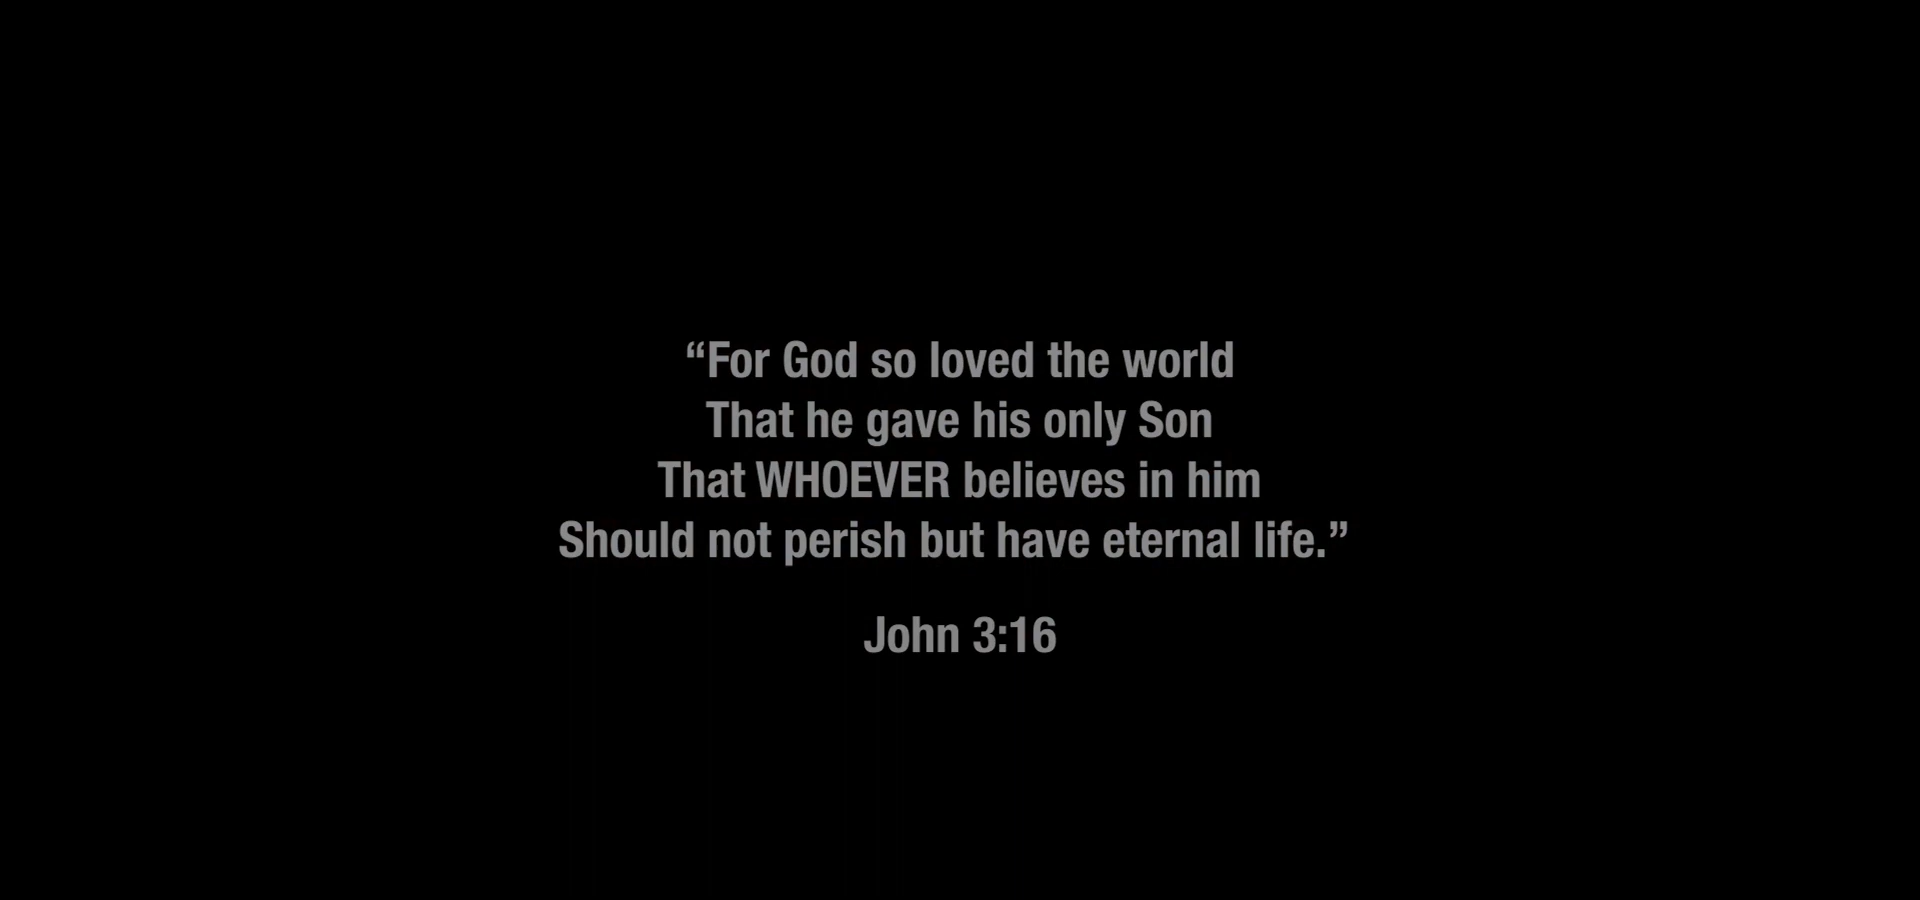 “For God so loved the world
That he gave his only Son
That WHOEVER believes in him
Should not perish but have eternal life.”
John 3:16